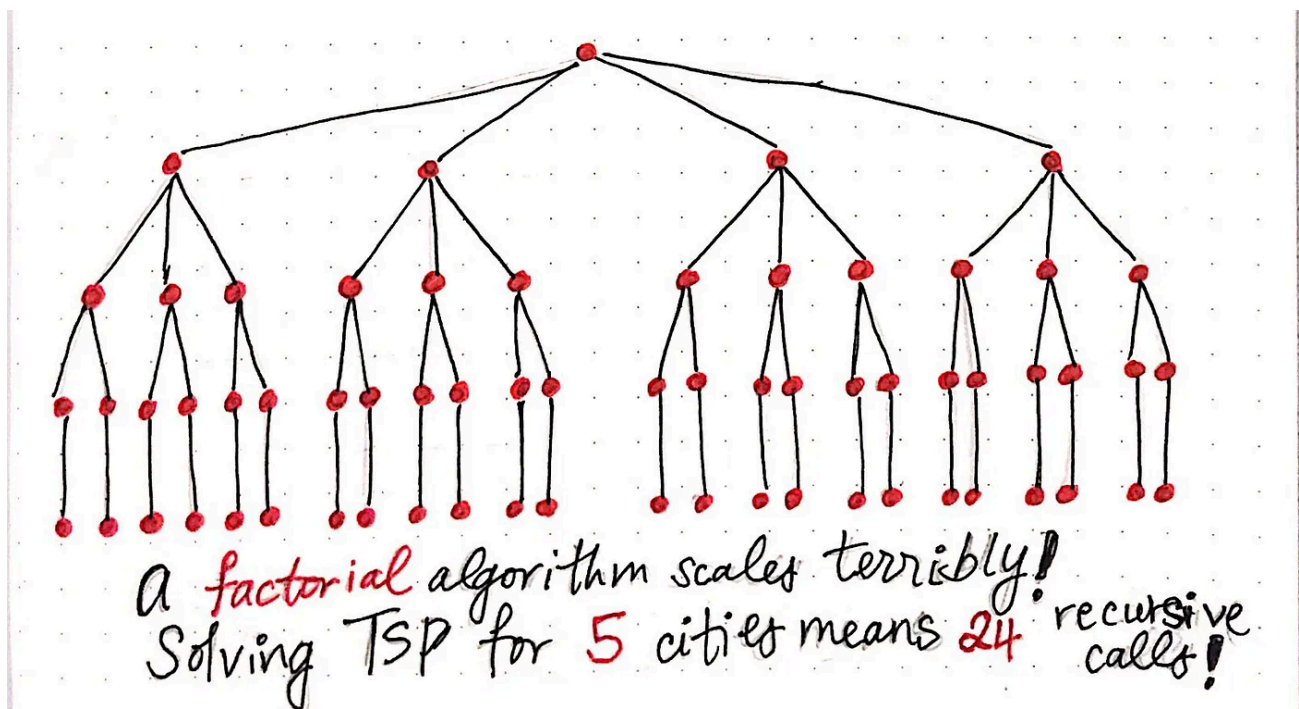 a factorial algorithm scales terribly!
Solving TSP for 5 cities means 24 recursive calls!